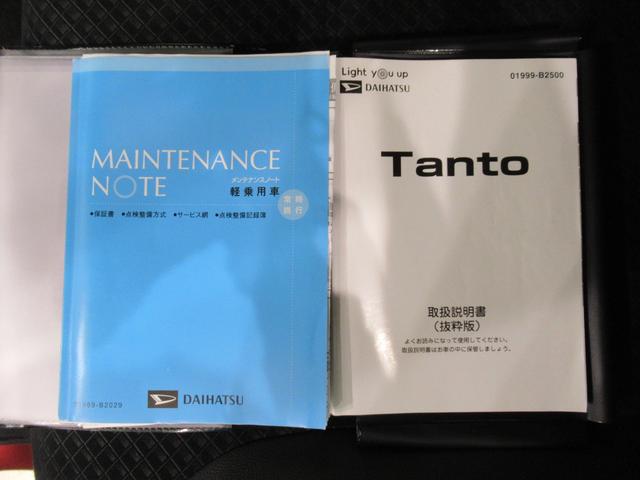 MAINTENANCE
NOTE
メンテナンスノート
軽乗用車
常時
携行
●保証書 ●点検整備方式 ●サービス網 ●点検整備記録簿
01999-B2029
DAIHATSU
Light you up
01999-B2500
DAIHATSU
Tanto
取扱説明書
（抜粋版）
よくお読みになって使用してください。
取扱説明書はお車の中に保管しましょう。